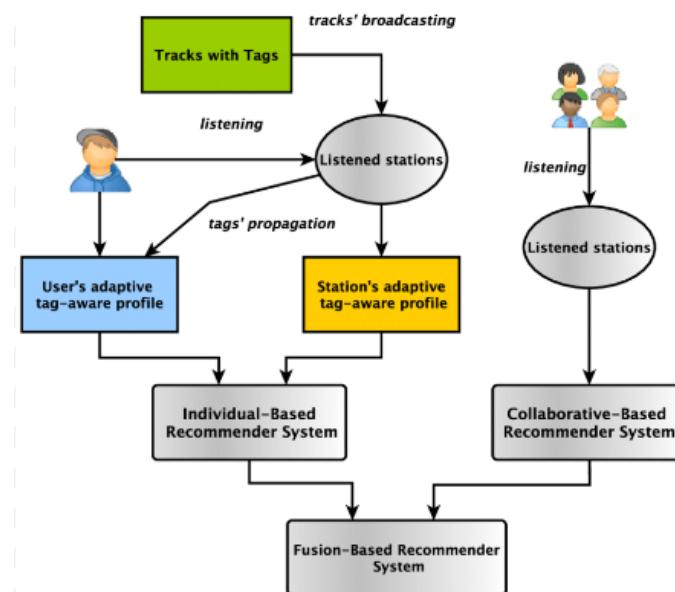 tracks' broadcasting
Tracks with Tags
listening
Listened stations
listening
tags' propagation
Listened stations
User's adaptive
tag-aware profile
Station's adaptive
tag-aware profile
Individual-Based
Recommender System
Collaborative-Based
Recommender System
Fusion-Based Recommender
System